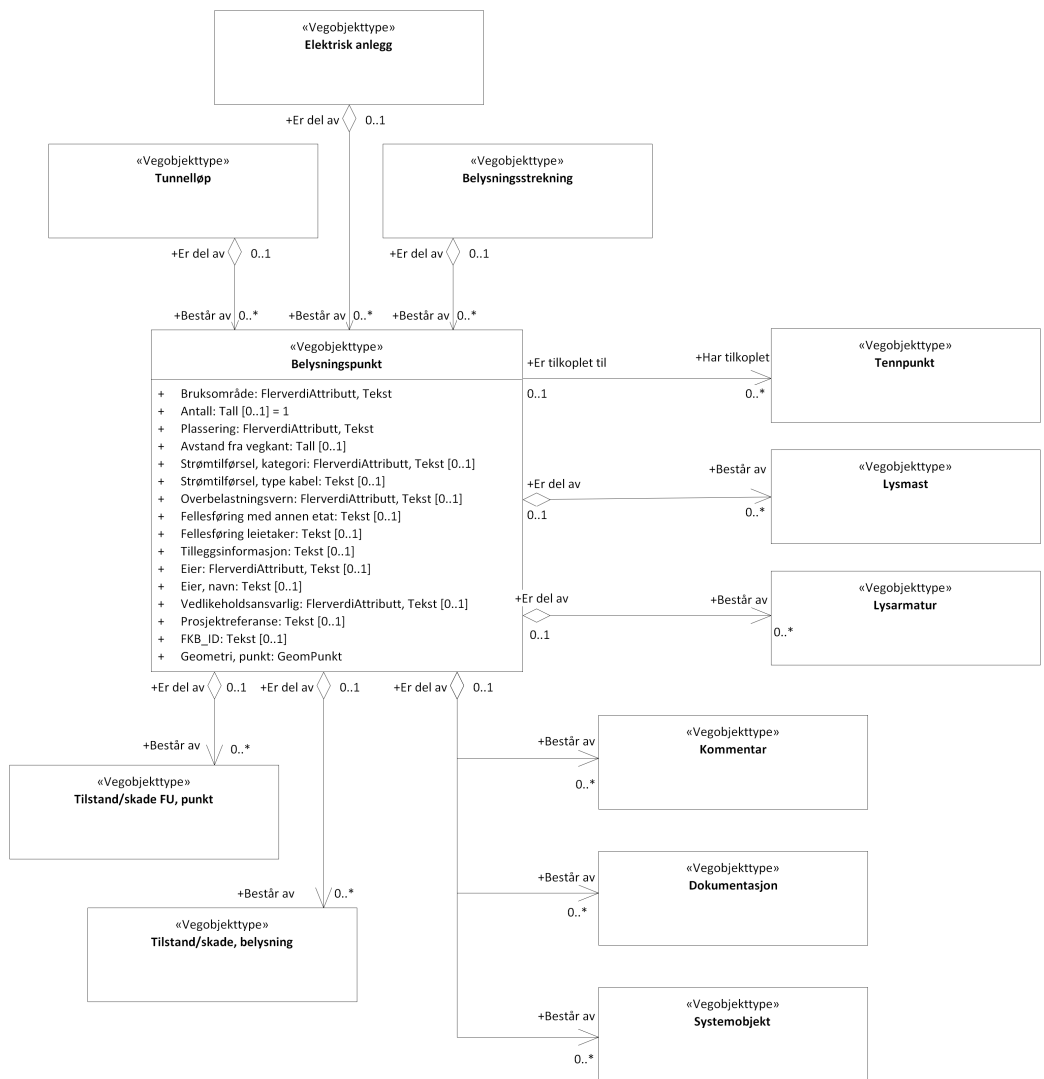 «Vegobjekttype»
Elektrisk anlegg
+Er del av 0..1
«Vegobjekttype»
Tunnelløp
«Vegobjekttype»
Belysningsstrekning
+Er del av 0..1
+Er del av 0..1
+Består av 0..*
+Består av 0..*
+Består av 0..*
«Vegobjekttype»
Belysningspunkt
+ Bruksområde: FlerverdiAttributt, Tekst
+ Antall: Tall [0..1] = 1
+ Plassering: FlerverdiAttributt, Tekst
+ Avstand fra vegkant: Tall [0..1]
+ Strømtilførsel, kategori: FlerverdiAttributt, Tekst [0..1]
+ Strømtilførsel, type kabel: Tekst [0..1]
+ Overbelastningsvern: FlerverdiAttributt, Tekst [0..1]
+ Fellesføring med annen etat: Tekst [0..1]
+ Fellesføring leietaker: Tekst [0..1]
+ Tilleggsinformasjon: Tekst [0..1]
+ Eier: FlerverdiAttributt, Tekst [0..1]
+ Eier, navn: Tekst [0..1]
+ Vedlikeholdsansvarlig: FlerverdiAttributt, Tekst [0..1]
+ Prosjektreferanse: Tekst [0..1]
+ FKB_ID: Tekst [0..1]
+ Geometri, punkt: GeomPunkt
+Er tilkoplet til
0..1
+Har tilkoplet
0..*
«Vegobjekttype»
Tennpunkt
+Er del av
0..1
+Består av
0..*
«Vegobjekttype»
Lysmast
+Er del av
0..1
+Består av
0..*
«Vegobjekttype»
Lysarmatur
+Er del av 0..1
+Er del av 0..1
+Er del av 0..1
+Består av 0..*
«Vegobjekttype»
Tilstand/skade FU, punkt
+Består av 0..*
«Vegobjekttype»
Tilstand/skade, belysning
+Består av
0..*
«Vegobjekttype»
Kommentar
+Består av
0..*
«Vegobjekttype»
Dokumentasjon
+Består av
0..*
«Vegobjekttype»
Systemobjekt